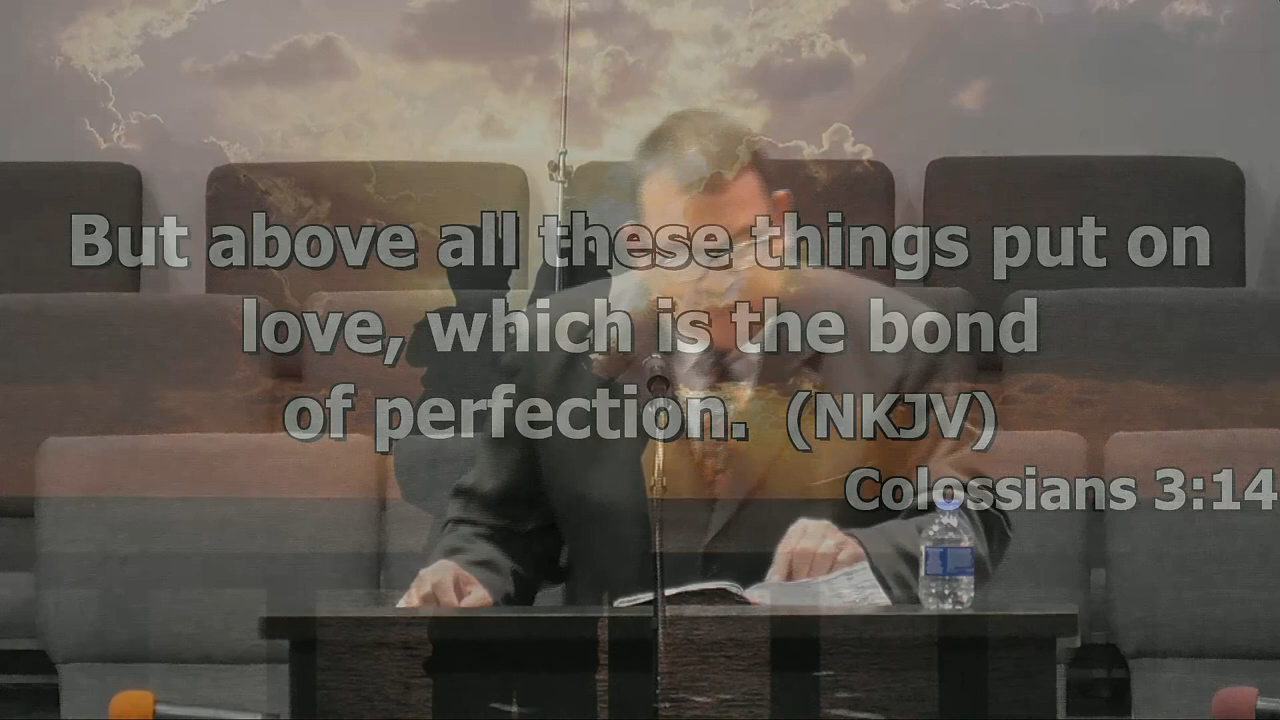 But above all these things put on
love, which is the bond
of perfection.  (NKJV)
Colossians 3:14